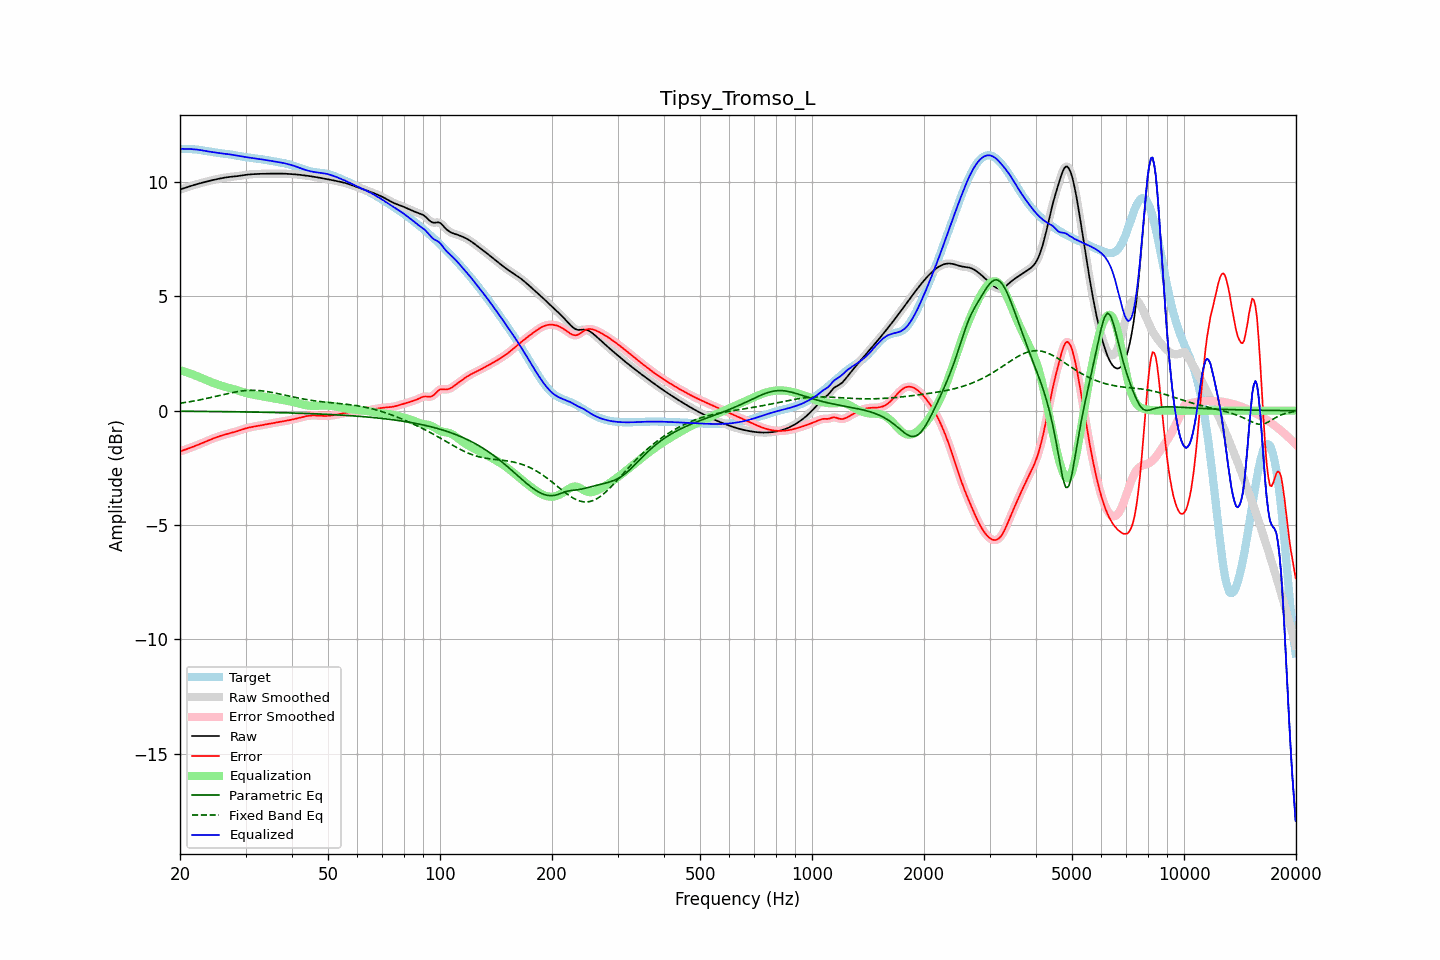 Tipsy_Tromso_L
Amplitude (dBr)
10
5
0
−5
−10
−15
Target
Raw Smoothed
Error Smoothed
Raw
Error
Equalization
Parametric Eq
Fixed Band Eq
Equalized
20 50 100 200 500 1000 2000 5000 10000 20000
Frequency (Hz)